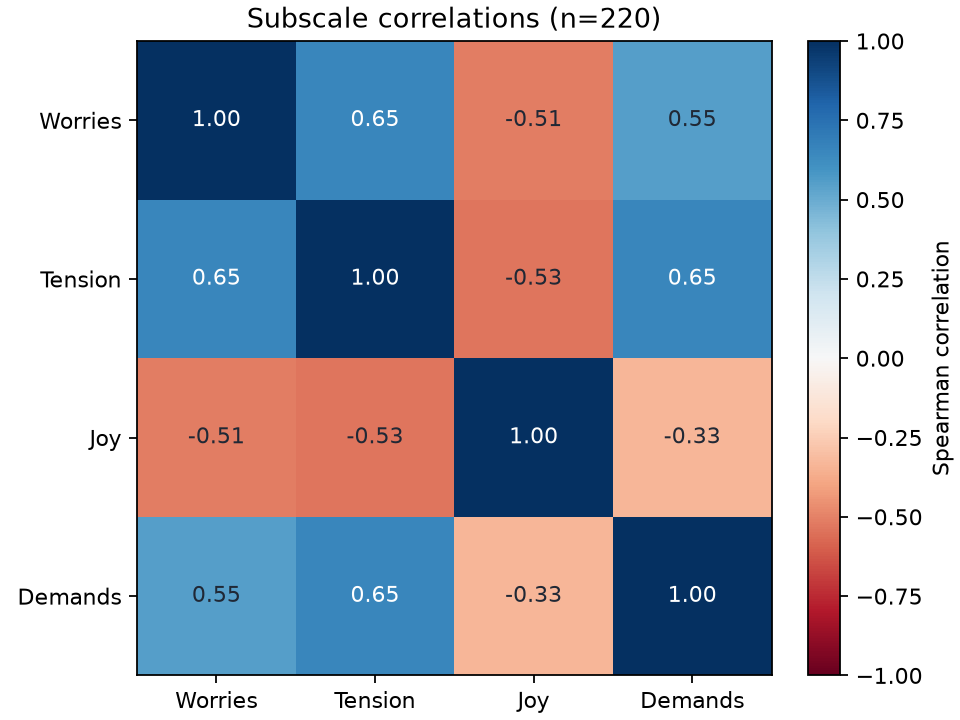 Subscale correlations (n=220)
Worries 1.00 0.65 -0.51 0.55
Tension 0.65 1.00 -0.53 0.65
Joy -0.51 -0.53 1.00 -0.33
Demands 0.55 0.65 -0.33 1.00
Worries Tension Joy Demands
1.00
0.75
0.50
0.25
0.00
−0.25
−0.50
−0.75
−1.00
Spearman correlation